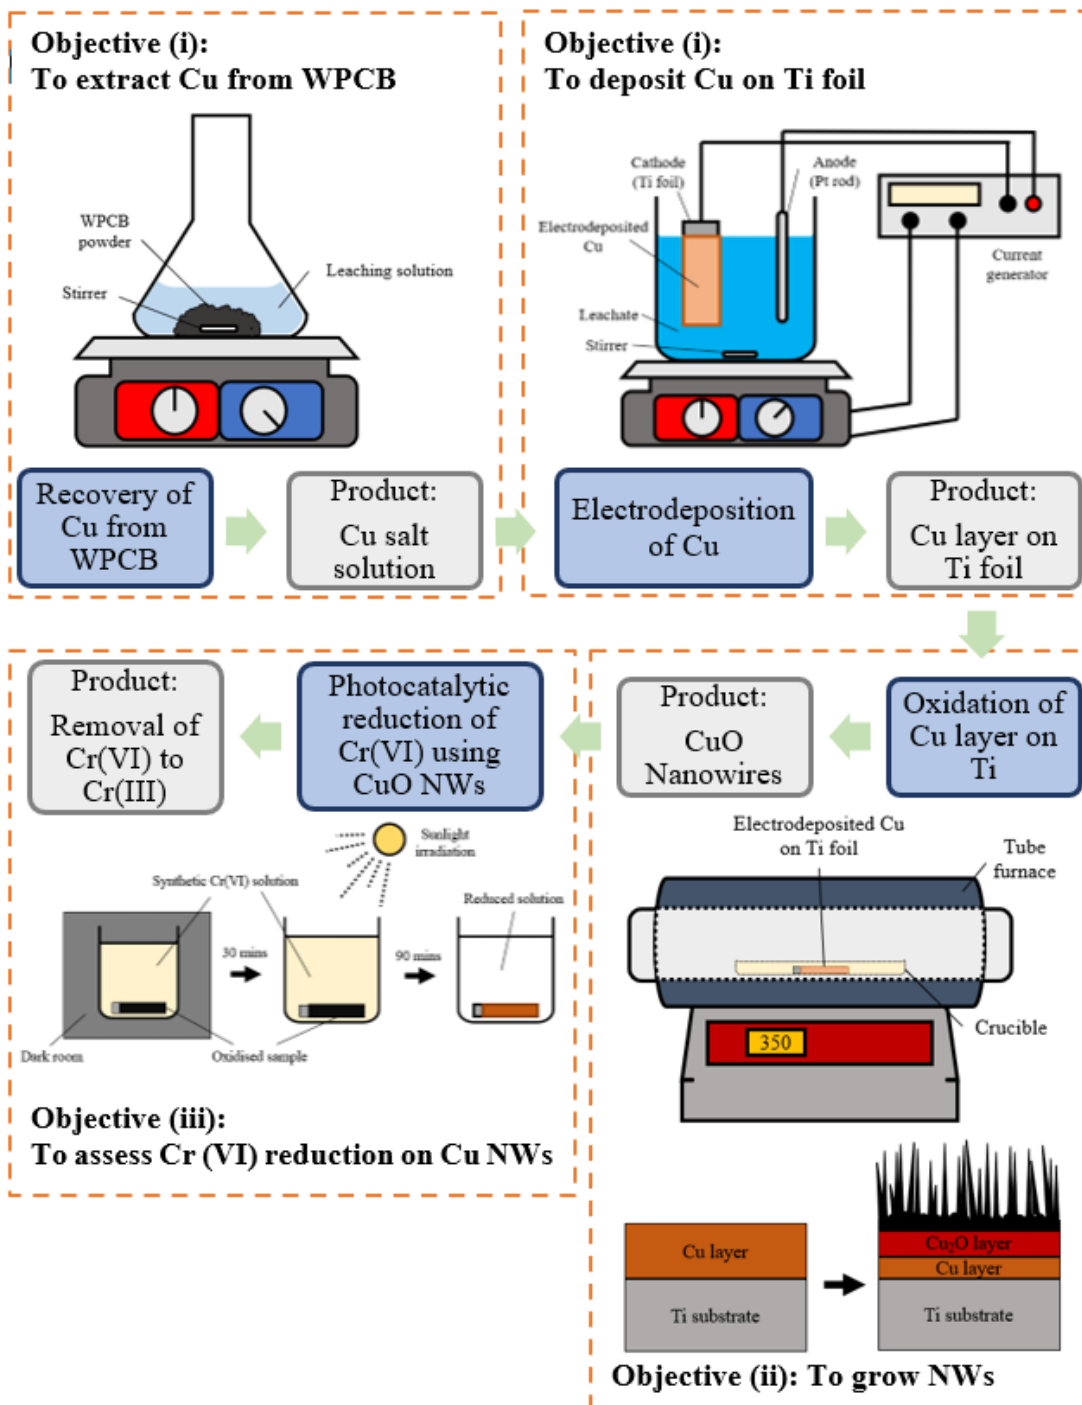 Objective (i):
To extract Cu from WPCB
WPCB
powder
Leaching solution
Stirrer
Recovery of
Cu from
WPCB
Product:
Cu salt
solution
Objective (i):
To deposit Cu on Ti foil
Cathode
(Ti foil)
Anode
(Pt rod)
Electrodeposited
Cu
Current
generator
Leachate
Stirrer
Electrodeposition
of Cu
Product:
Cu layer on
Ti foil
Oxidation of
Cu layer on
Ti
Product:
CuO
Nanowires
Electrodeposited Cu
on Ti foil
Tube
furnace
Crucible
350
Cu layer
Ti substrate
Cu₂O layer
Cu layer
Ti substrate
Objective (ii): To grow NWs
Photocatalytic
reduction of
Cr(VI) using
CuO NWs
Product:
Removal of
Cr(VI) to
Cr(III)
Sunlight
irradiation
Synthetic Cr(VI) solution
Reduced solution
30 mins
90 mins
Dark room
Oxidised sample
Objective (iii):
To assess Cr (VI) reduction on Cu NWs